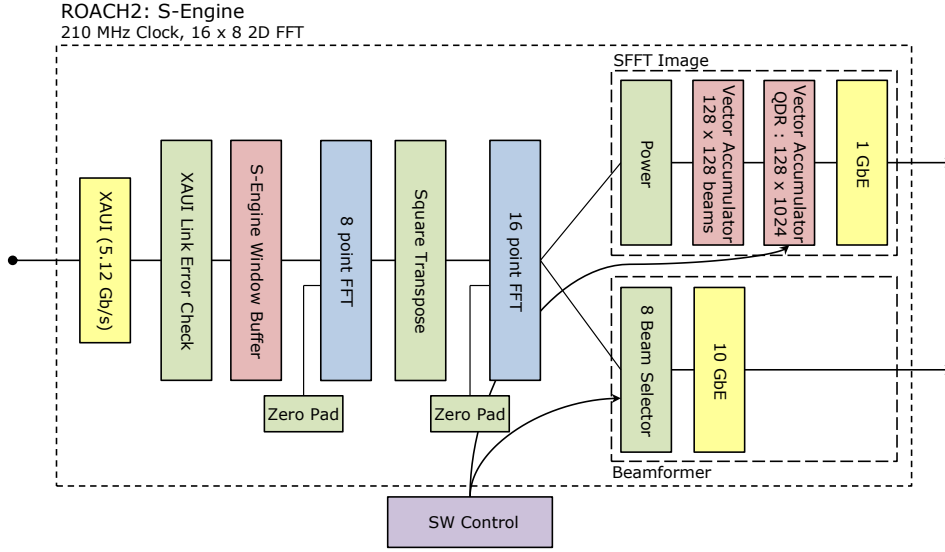 ROACH2: S-Engine
210 MHz Clock, 16 x 8 2D FFT
XAUI (5.12 Gb/s)
XAUI Link Error Check
S-Engine Window Buffer
8 point FFT
Zero Pad
Square Transpose
16 point FFT
Zero Pad
SFFT Image
Power
Vector Accumulator
128 x 128 beams
Vector Accumulator
QDR : 128 x 1024
1 GbE
8 Beam Selector
10 GbE
Beamformer
SW Control